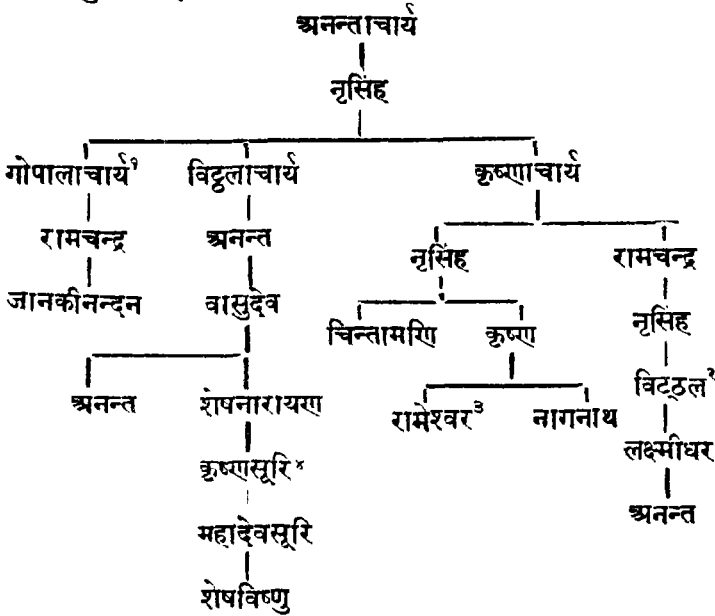 अनन्ताचार्य
नृसिंह
गोपालाचार्य¹ विट्ठलाचार्य कृष्णाचार्य
रामचन्द्र अनन्त नृसिंह रामचन्द्र
जानकीनन्दन वासुदेव चिन्तामणि कृष्ण नृसिंह
अनन्त शेषनारायण रामेश्वर³ नागनाथ विट्ठल²
कृष्णसूरि⁴ लक्ष्मीधर
महादेवसूरि अनन्त
शेषविष्णु